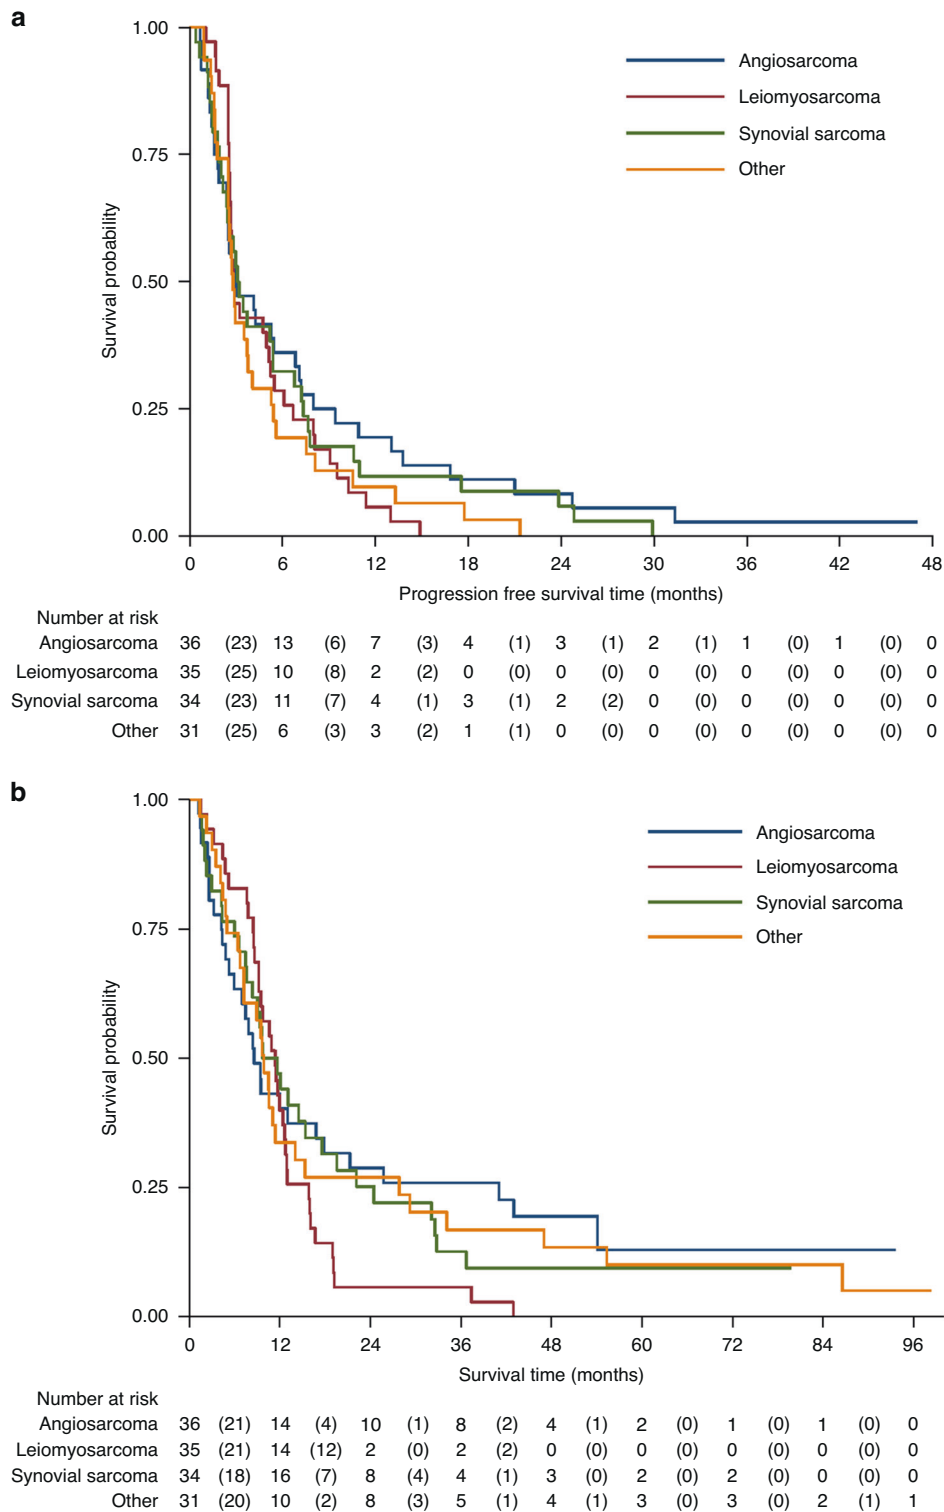 a
1.00
0.75
0.50
0.25
0.00
Survival probability
Angiosarcoma
Leiomyosarcoma
Synovial sarcoma
Other
0 6 12 18 24 30 36 42 48
Progression free survival time (months)
Number at risk
Angiosarcoma 36 (23) 13 (6) 7 (3) 4 (1) 3 (1) 2 (1) 1 (0) 1 (0) 0
Leiomyosarcoma 35 (25) 10 (8) 2 (2) 0 (0) 0 (0) 0 (0) 0 (0) 0 (0) 0
Synovial sarcoma 34 (23) 11 (7) 4 (1) 3 (1) 2 (2) 0 (0) 0 (0) 0 (0) 0
Other 31 (25) 6 (3) 3 (2) 1 (1) 0 (0) 0 (0) 0 (0) 0 (0) 0
b
1.00
0.75
0.50
0.25
0.00
Survival probability
Angiosarcoma
Leiomyosarcoma
Synovial sarcoma
Other
0 12 24 36 48 60 72 84 96
Survival time (months)
Number at risk
Angiosarcoma 36 (21) 14 (4) 10 (1) 8 (2) 4 (1) 2 (0) 1 (0) 1 (0) 0
Leiomyosarcoma 35 (21) 14 (12) 2 (0) 2 (2) 0 (0) 0 (0) 0 (0) 0 (0) 0
Synovial sarcoma 34 (18) 16 (7) 8 (4) 4 (1) 3 (0) 2 (0) 2 (0) 0 (0) 0
Other 31 (20) 10 (2) 8 (3) 5 (1) 4 (1) 3 (0) 3 (0) 2 (1) 1